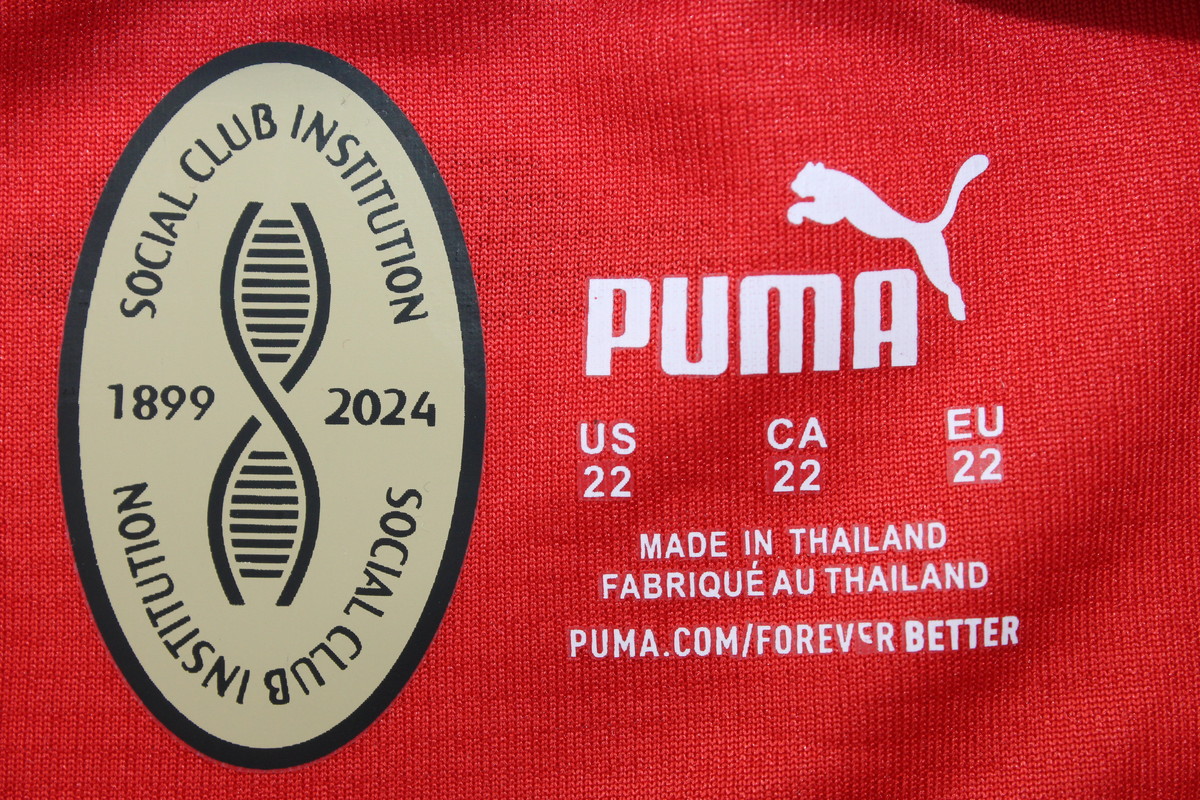 SOCIAL CLUB INSTITUTION
1899 2024
SOCIAL CLUB INSTITUTION
PUMA
US CA EU
22 22 22
MADE IN THAILAND
FABRIQUÉ AU THAILAND
PUMA.COM/FOREVER BETTER